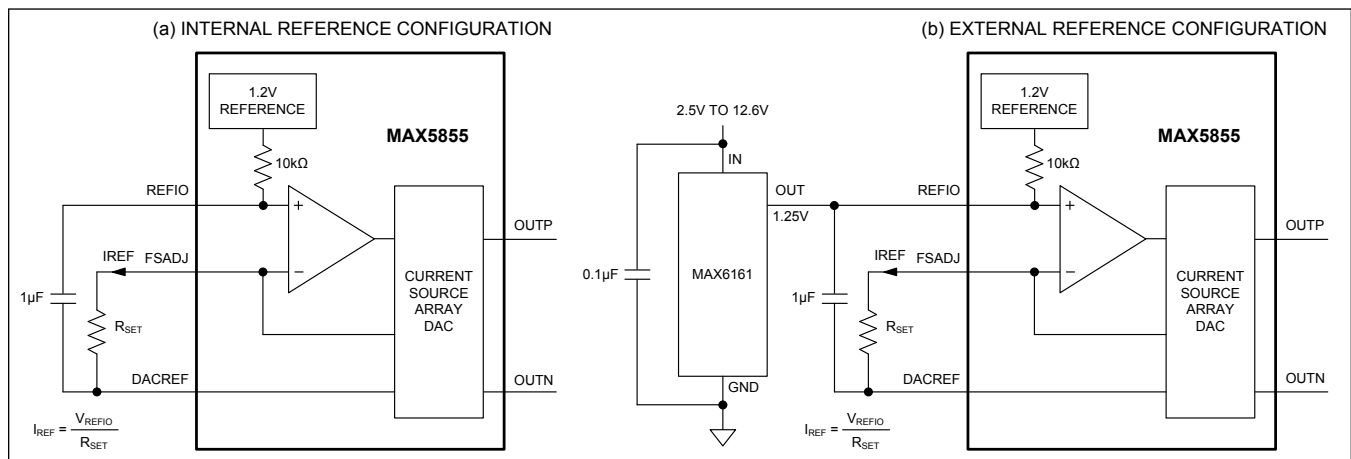 (a) INTERNAL REFERENCE CONFIGURATION
1.2V
REFERENCE
MAX5855
10kΩ
REFIO
+
OUTP
IREF
FSADJ
−
CURRENT
SOURCE
ARRAY
DAC
1µF
RSET
DACREF
OUTN
IREF = VREFIO
RSET
2.5V TO 12.6V
IN
OUT
1.25V
0.1µF
MAX6161
GND
(b) EXTERNAL REFERENCE CONFIGURATION
1.2V
REFERENCE
MAX5855
10kΩ
REFIO
+
OUTP
IREF
FSADJ
−
CURRENT
SOURCE
ARRAY
DAC
1µF
RSET
DACREF
OUTN
IREF = VREFIO
RSET